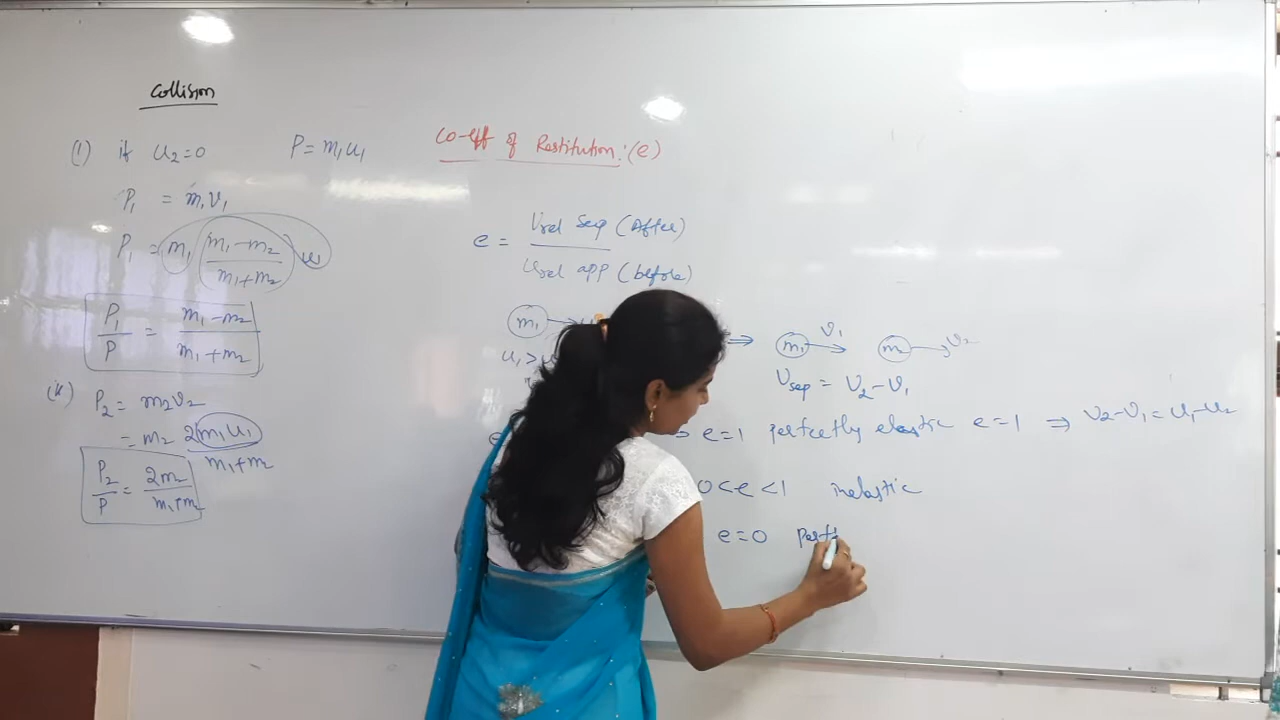 Collision
(i) if u₂=0 P=m₁u₁
P₁ = m₁v₁
P₁ = m₁ (m₁-m₂ / m₁+m₂) u₁
P₁/P = m₁-m₂ / m₁+m₂
(ii) P₂ = m₂v₂
= m₂ 2m₁u₁ / m₁+m₂
P₂/P = 2m₂ / m₁+m₂
Co-eff of Restitution:(e)
e = Vrel sep (After) / Urel app (before)
m₁ → ⇒ m₁ → v₁ m₂ → v₂
u₁ >
Usep = v₂-v₁
e=1 perfectly elastic e=1 ⇒ v₂-v₁=u₁-u₂
0<e<1 inelastic
e=0 Perf